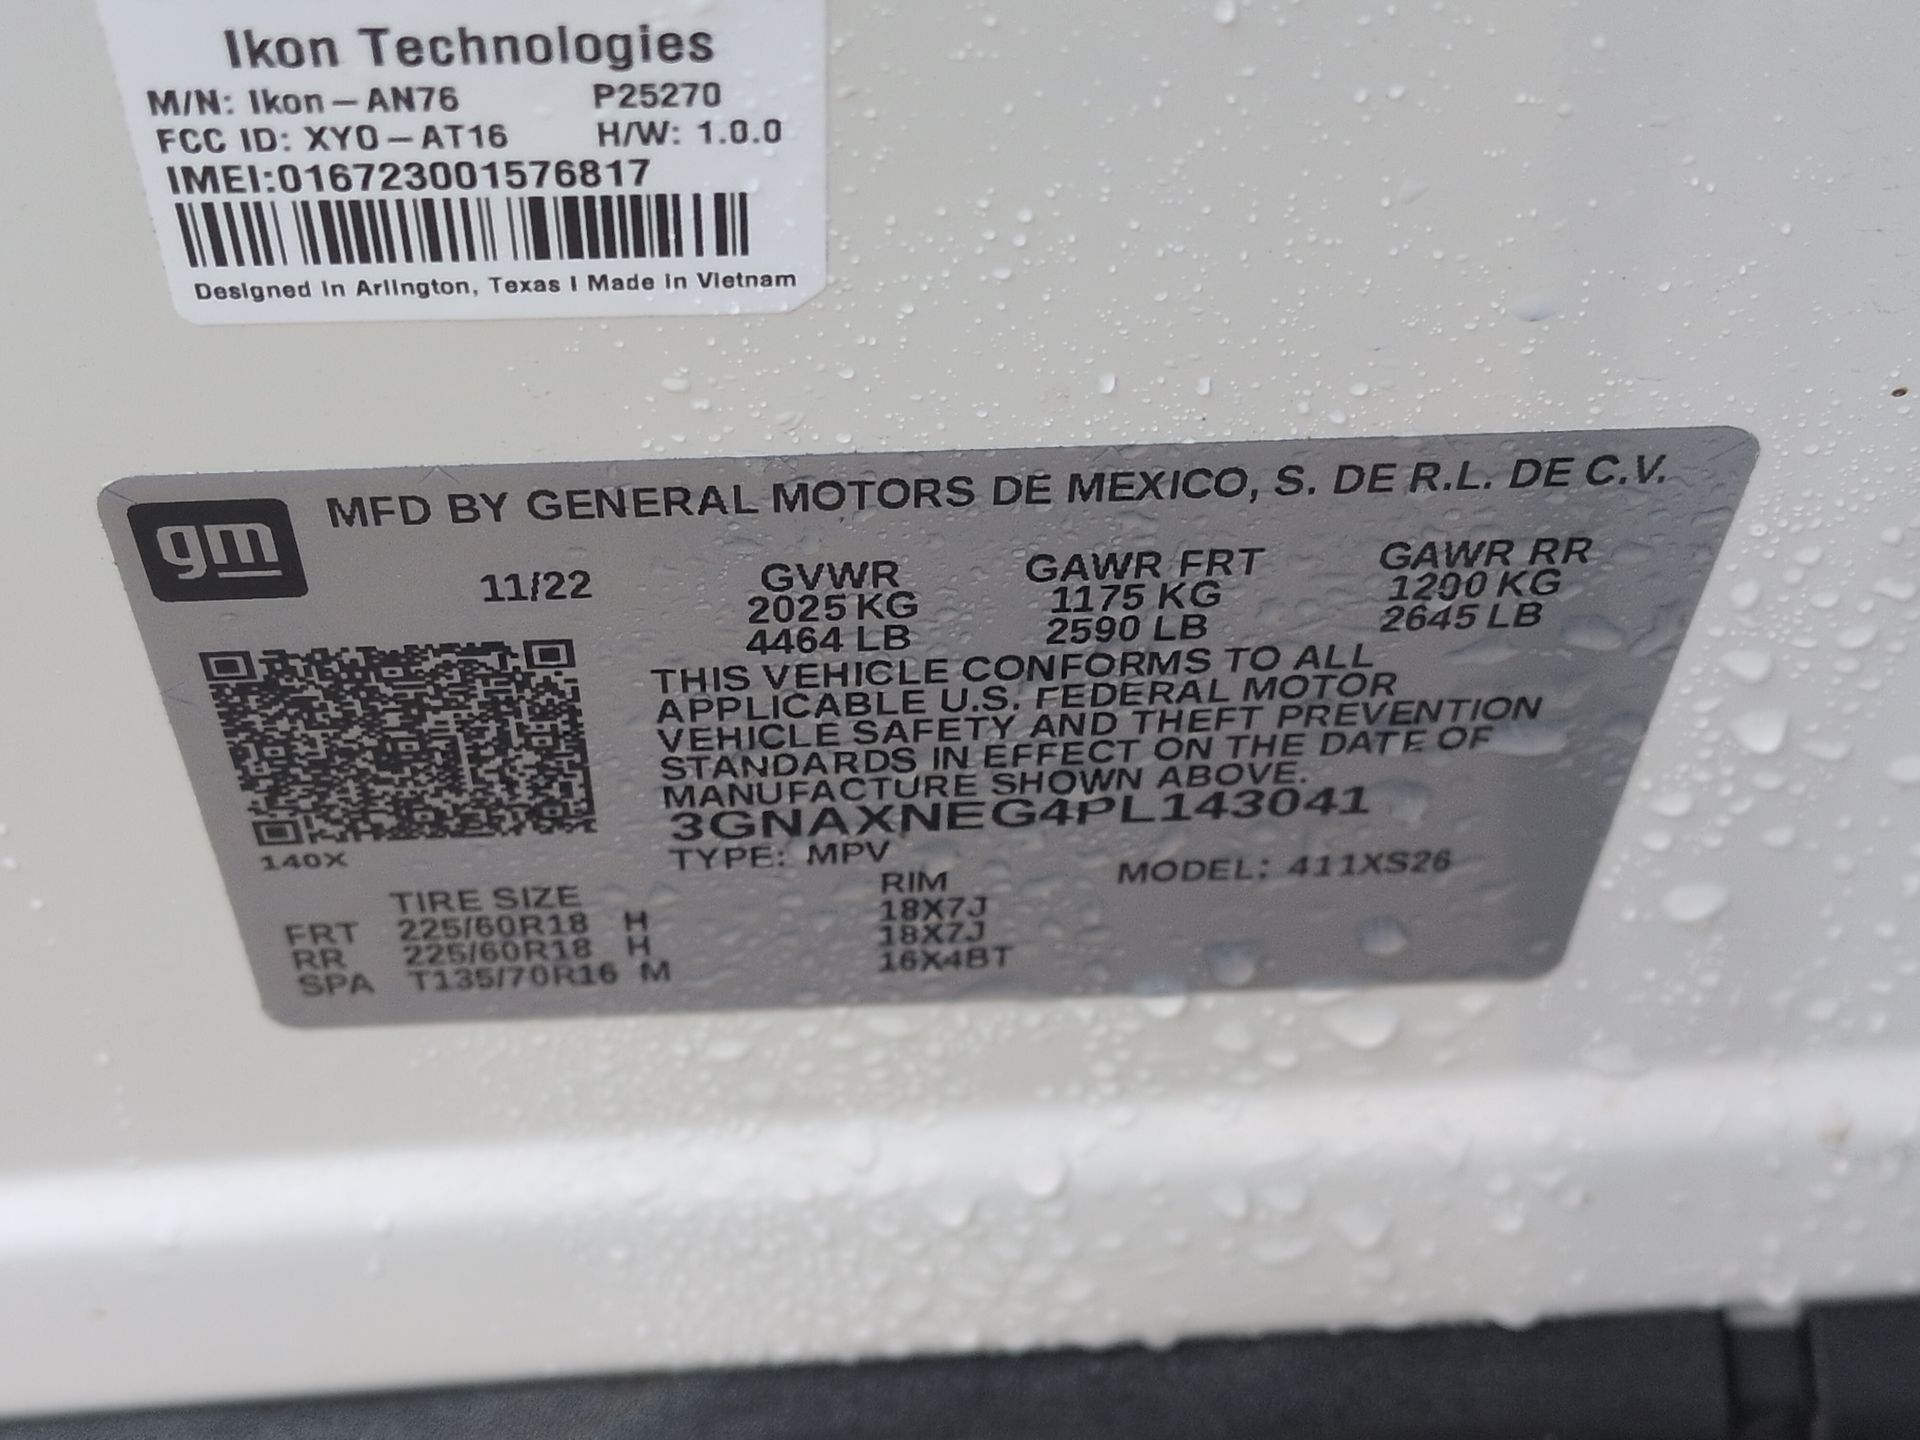 Ikon Technologies
M/N: Ikon-AN76 P25270
FCC ID: XYO-AT16 H/W: 1.0.0
IMEI:016723001576817
Designed in Arlington, Texas I Made in Vietnam
gm
MFD BY GENERAL MOTORS DE MEXICO, S. DE R.L. DE C.V.
11/22
GVWR GAWR FRT GAWR RR
2025 KG 1175 KG 1200 KG
4464 LB 2590 LB 2645 LB
THIS VEHICLE CONFORMS TO ALL
APPLICABLE U.S. FEDERAL MOTOR
VEHICLE SAFETY AND THEFT PREVENTION
STANDARDS IN EFFECT ON THE DATE OF
MANUFACTURE SHOWN ABOVE.
3GNAXNEG4PL143041
140X
TYPE: MPV MODEL: 411XS26
TIRE SIZE RIM
FRT 225/60R18 H 18X7J
RR 225/60R18 H 18X7J
SPA T135/70R16 M 16X4BT